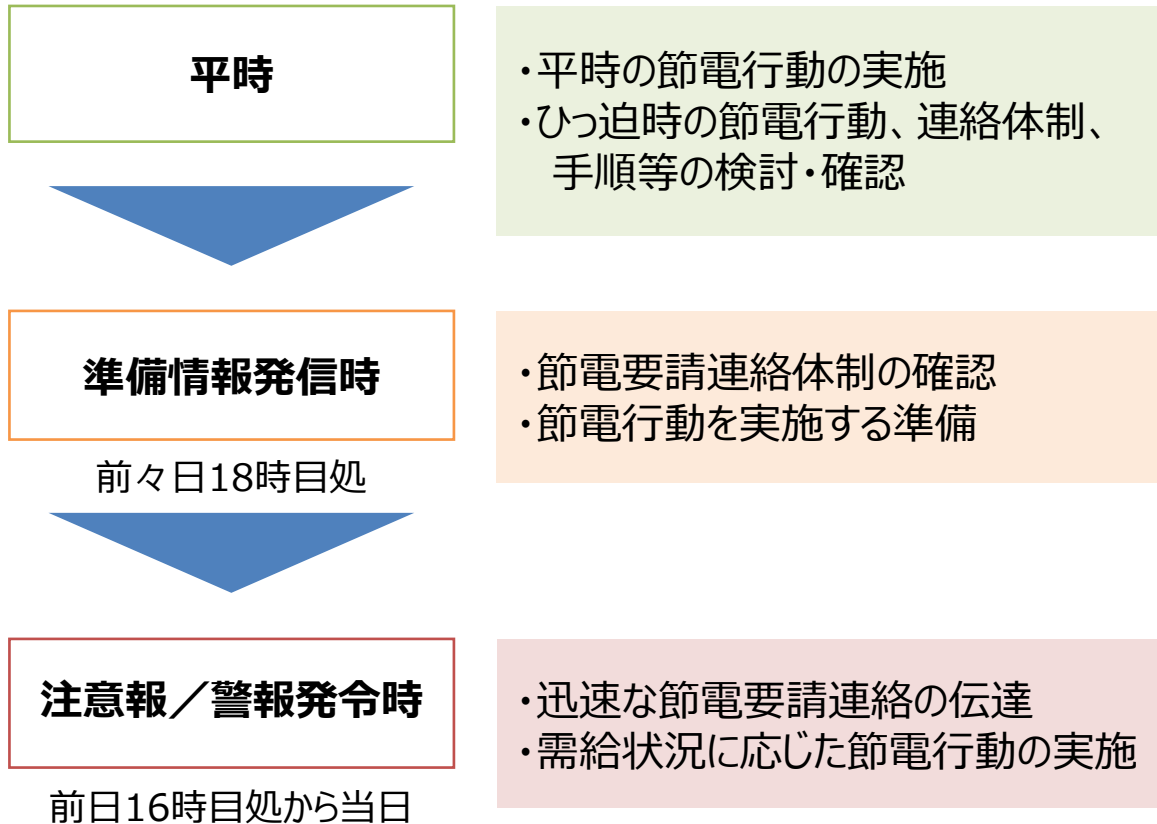 平時
・平時の節電行動の実施
・ひっ迫時の節電行動、連絡体制、
手順等の検討・確認
準備情報発信時
前々日18時目処
・節電要請連絡体制の確認
・節電行動を実施する準備
注意報／警報発令時
前日16時目処から当日
・迅速な節電要請連絡の伝達
・需給状況に応じた節電行動の実施